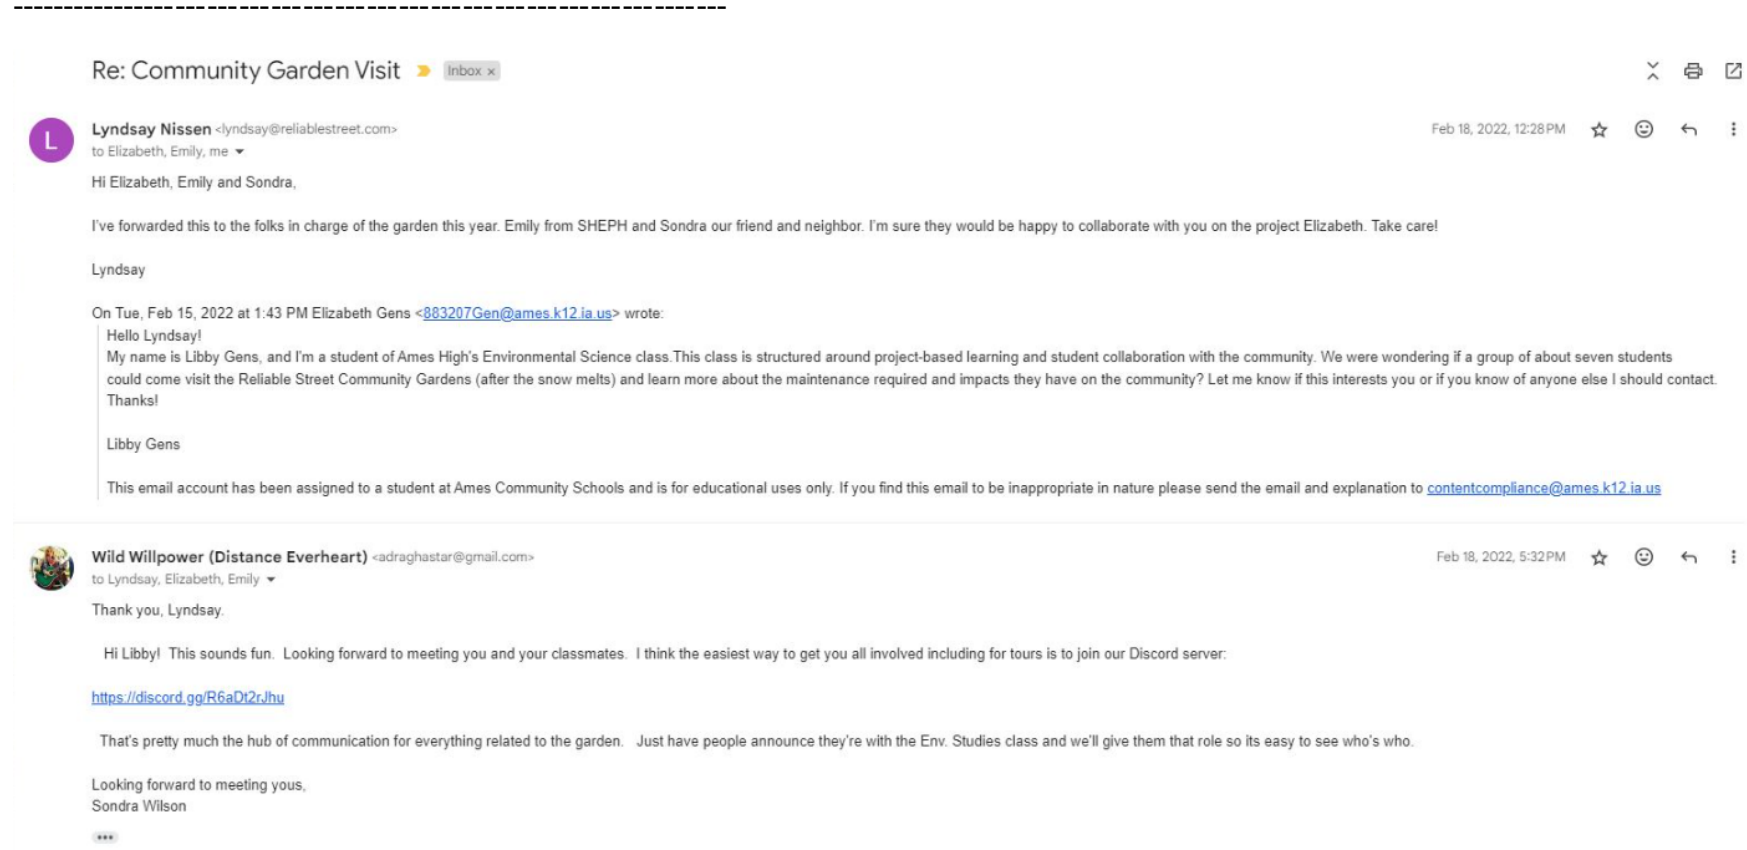 Re: Community Garden Visit Inbox x
L
Lyndsay Nissen <lyndsay@reliablestreet.com> Feb 18, 2022, 12:28 PM
to Elizabeth, Emily, me
Hi Elizabeth, Emily and Sondra,
I've forwarded this to the folks in charge of the garden this year. Emily from SHEPH and Sondra our friend and neighbor. I'm sure they would be happy to collaborate with you on the project Elizabeth. Take care!
Lyndsay
On Tue, Feb 15, 2022 at 1:43 PM Elizabeth Gens <883207Gen@ames.k12.ia.us> wrote:
Hello Lyndsay!
My name is Libby Gens, and I'm a student of Ames High's Environmental Science class.This class is structured around project-based learning and student collaboration with the community. We were wondering if a group of about seven students
could come visit the Reliable Street Community Gardens (after the snow melts) and learn more about the maintenance required and impacts they have on the community? Let me know if this interests you or if you know of anyone else I should contact.
Thanks!
Libby Gens
This email account has been assigned to a student at Ames Community Schools and is for educational uses only. If you find this email to be inappropriate in nature please send the email and explanation to contentcompliance@ames.k12.ia.us
Wild Willpower (Distance Everheart) <adraghastar@gmail.com> Feb 18, 2022, 5:32 PM
to Lyndsay, Elizabeth, Emily
Thank you, Lyndsay.
Hi Libby! This sounds fun. Looking forward to meeting you and your classmates. I think the easiest way to get you all involved including for tours is to join our Discord server:
https://discord.gg/R6aDt2rJhu
That's pretty much the hub of communication for everything related to the garden. Just have people announce they're with the Env. Studies class and we'll give them that role so its easy to see who's who.
Looking forward to meeting yous,
Sondra Wilson